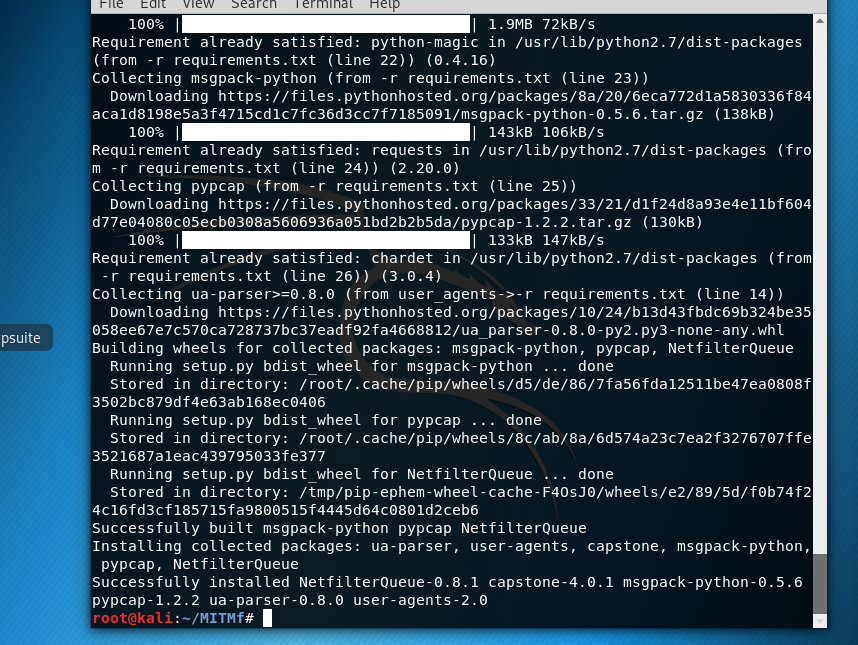 File Edit View Search Terminal Help
100% | | 1.9MB 72kB/s
Requirement already satisfied: python-magic in /usr/lib/python2.7/dist-packages
(from -r requirements.txt (line 22)) (0.4.16)
Collecting msgpack-python (from -r requirements.txt (line 23))
Downloading https://files.pythonhosted.org/packages/8a/20/6eca772d1a5830336f84
aca1d8198e5a3f4715cd1c7fc36d3cc7f7185091/msgpack-python-0.5.6.tar.gz (138kB)
100% | | 143kB 106kB/s
Requirement already satisfied: requests in /usr/lib/python2.7/dist-packages (fro
m -r requirements.txt (line 24)) (2.20.0)
Collecting pypcap (from -r requirements.txt (line 25))
Downloading https://files.pythonhosted.org/packages/33/21/d1f24d8a93e4e11bf604
d77e04080c05ecb0308a5606936a051bd2b2b5da/pypcap-1.2.2.tar.gz (130kB)
100% | | 133kB 147kB/s
Requirement already satisfied: chardet in /usr/lib/python2.7/dist-packages (from
-r requirements.txt (line 26)) (3.0.4)
Collecting ua-parser>=0.8.0 (from user_agents->-r requirements.txt (line 14))
Downloading https://files.pythonhosted.org/packages/10/24/b13d43fbdc69b324be35
058ee67e7c570ca728737bc37eadf92fa4668812/ua_parser-0.8.0-py2.py3-none-any.whl
Building wheels for collected packages: msgpack-python, pypcap, NetfilterQueue
Running setup.py bdist_wheel for msgpack-python ... done
Stored in directory: /root/.cache/pip/wheels/d5/de/86/7fa56fda12511be47ea0808f
3502bc879df4e63ab168ec0406
Running setup.py bdist_wheel for pypcap ... done
Stored in directory: /root/.cache/pip/wheels/8c/ab/8a/6d574a23c7ea2f3276707ffe
3521687a1eac439795033fe377
Running setup.py bdist_wheel for NetfilterQueue ... done
Stored in directory: /tmp/pip-ephem-wheel-cache-F4OsJ0/wheels/e2/89/5d/f0b74f2
4c16fd3cf185715fa9800515f4445d64c0801d2ceb6
Successfully built msgpack-python pypcap NetfilterQueue
Installing collected packages: ua-parser, user-agents, capstone, msgpack-python,
pypcap, NetfilterQueue
Successfully installed NetfilterQueue-0.8.1 capstone-4.0.1 msgpack-python-0.5.6
pypcap-1.2.2 ua-parser-0.8.0 user-agents-2.0
root@kali:~/MITMf#
psuite